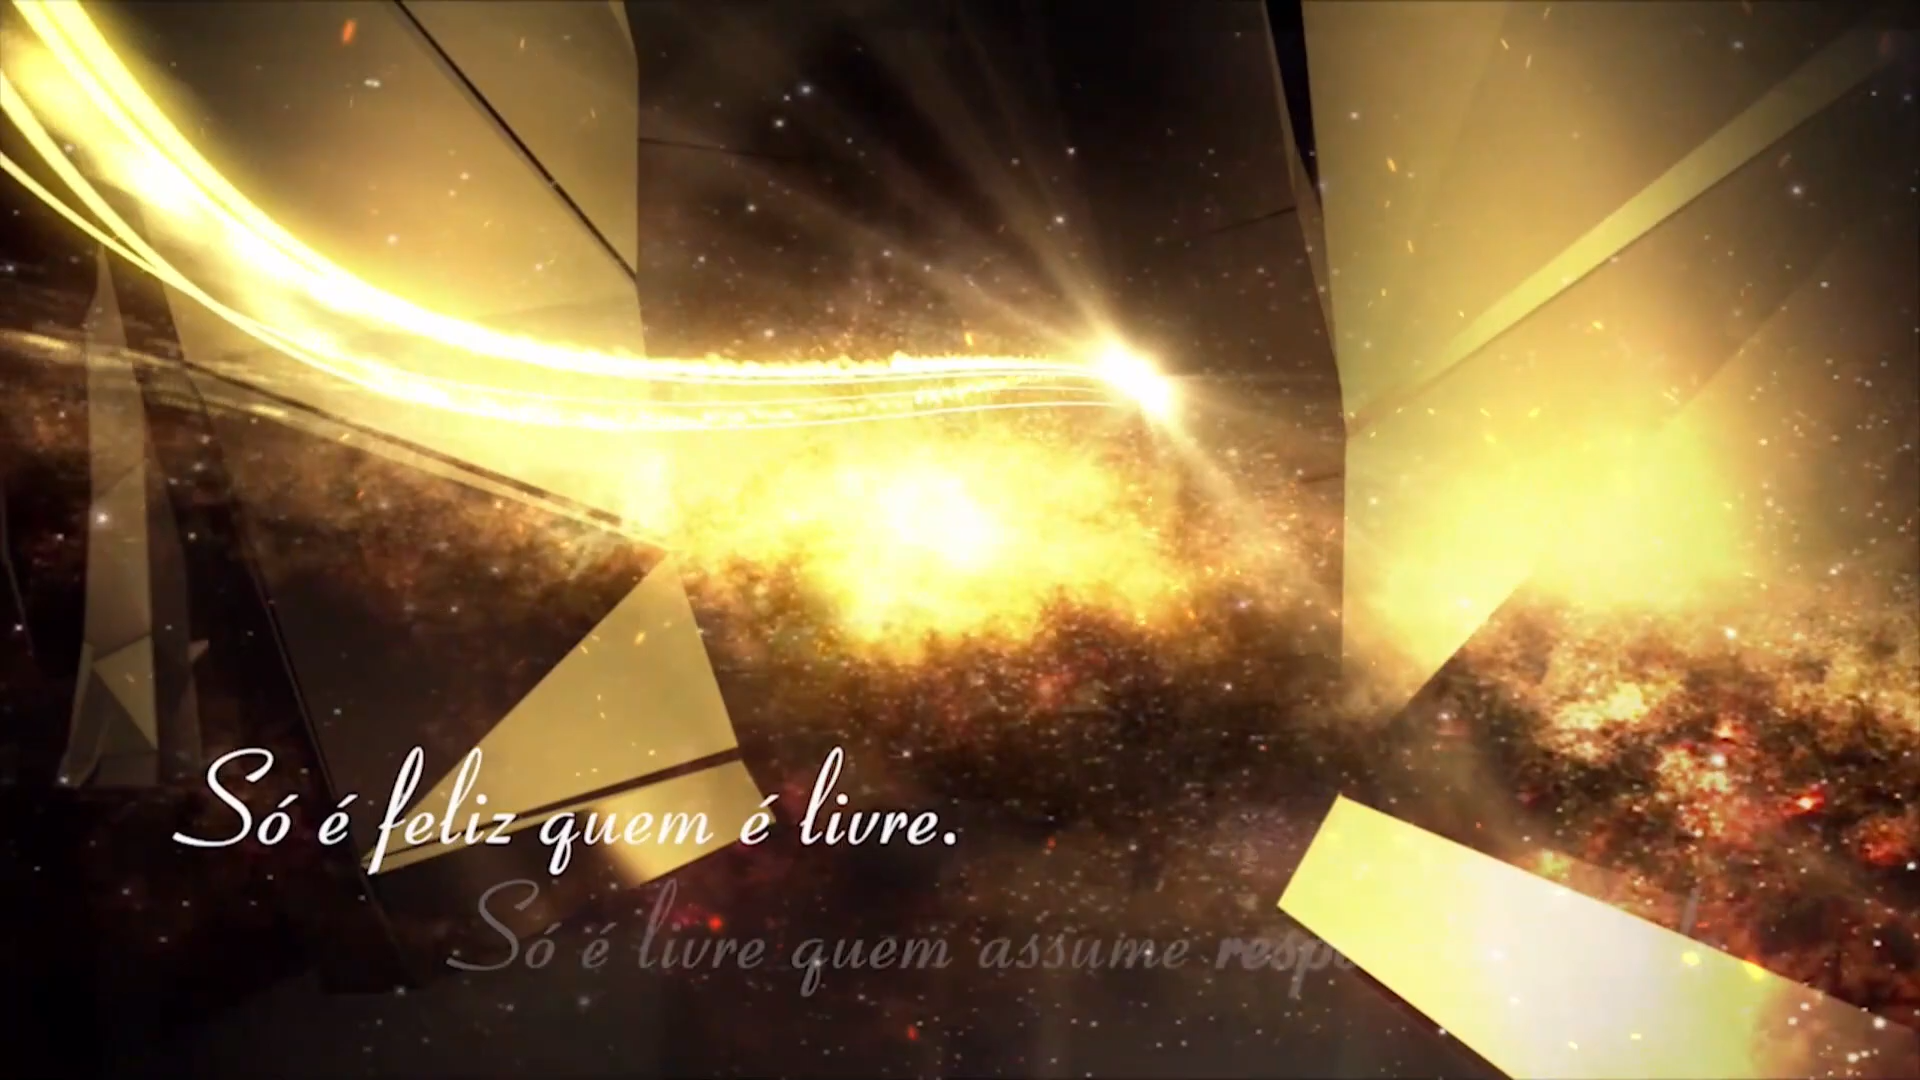 Só é feliz quem é livre.
Só é livre quem assume